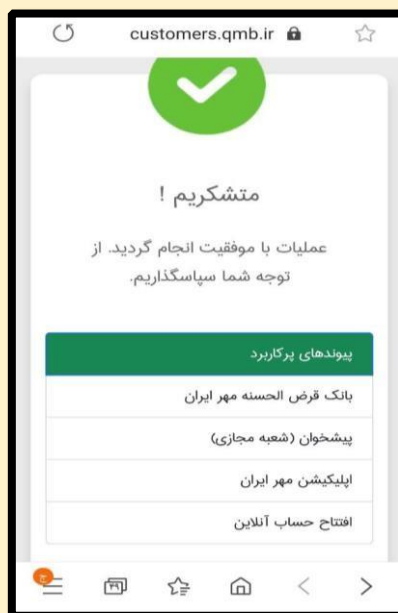 customers.qmb.ir
متشکریم !
عملیات با موفقیت انجام گردید. از
توجه شما سپاسگذاریم.
پیوندهای پرکاربرد
بانک قرض الحسنه مهر ایران
پیشخوان (شعبه مجازی)
اپلیکیشن مهر ایران
افتتاح حساب آنلاین